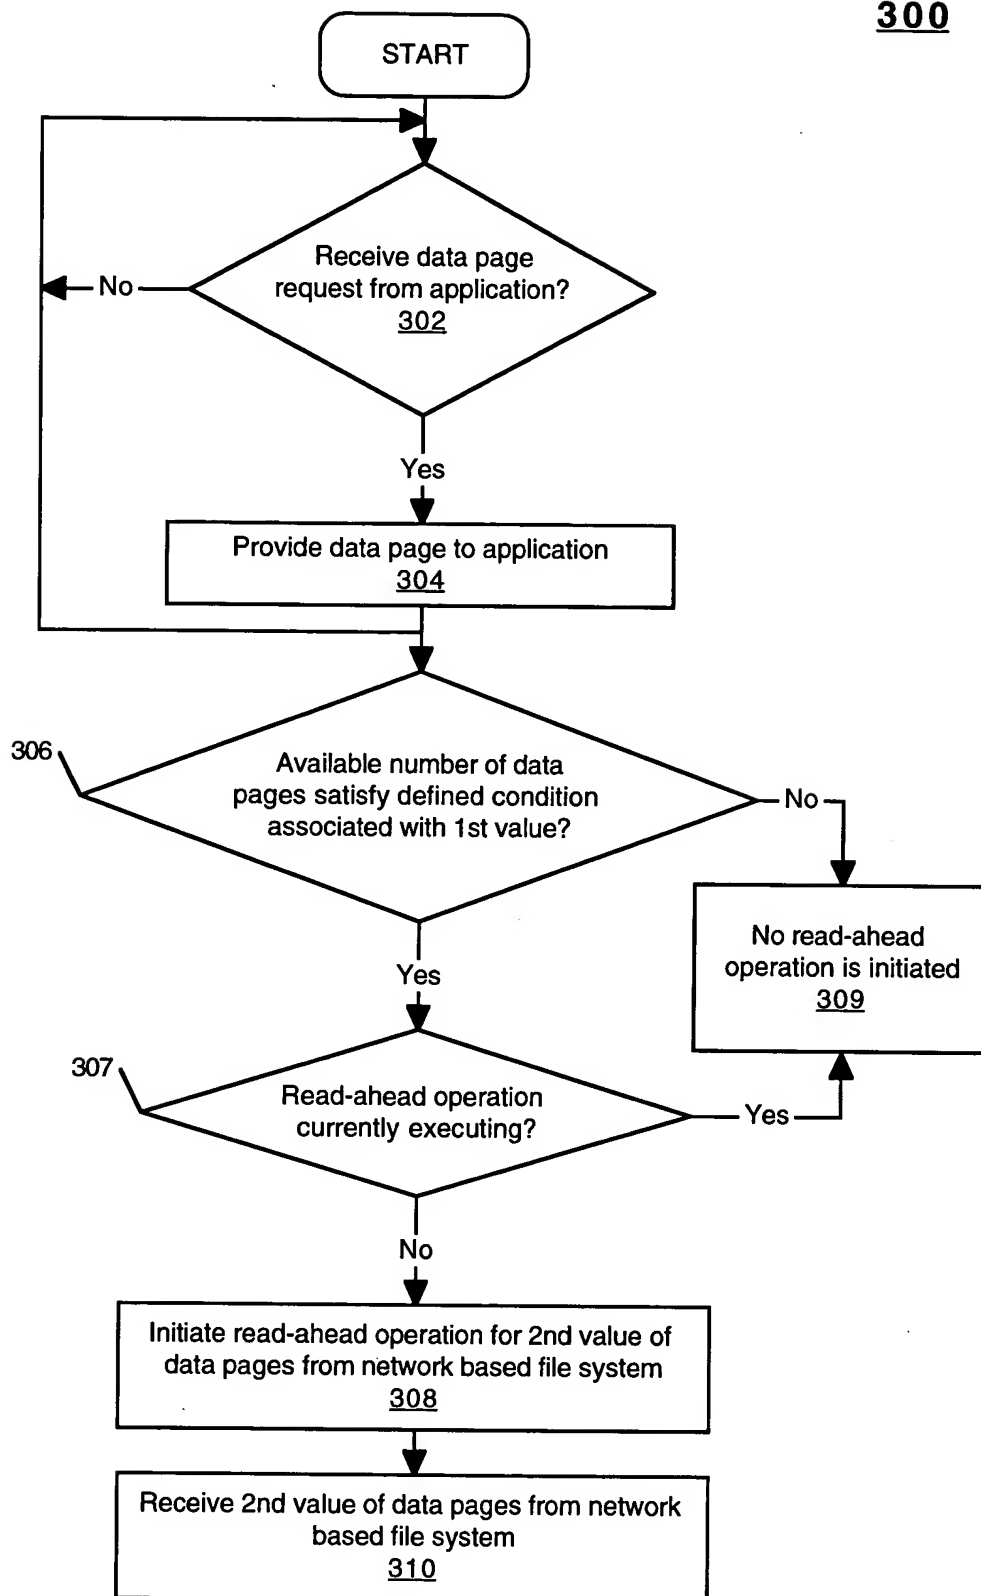 300
START
Receive data page
request from application?
302
No
Yes
Provide data page to application
304
306
Available number of data
pages satisfy defined condition
associated with 1st value?
No
No read-ahead
operation is initiated
309
Yes
307
Read-ahead operation
currently executing?
Yes
No
Initiate read-ahead operation for 2nd value of
data pages from network based file system
308
Receive 2nd value of data pages from network
based file system
310